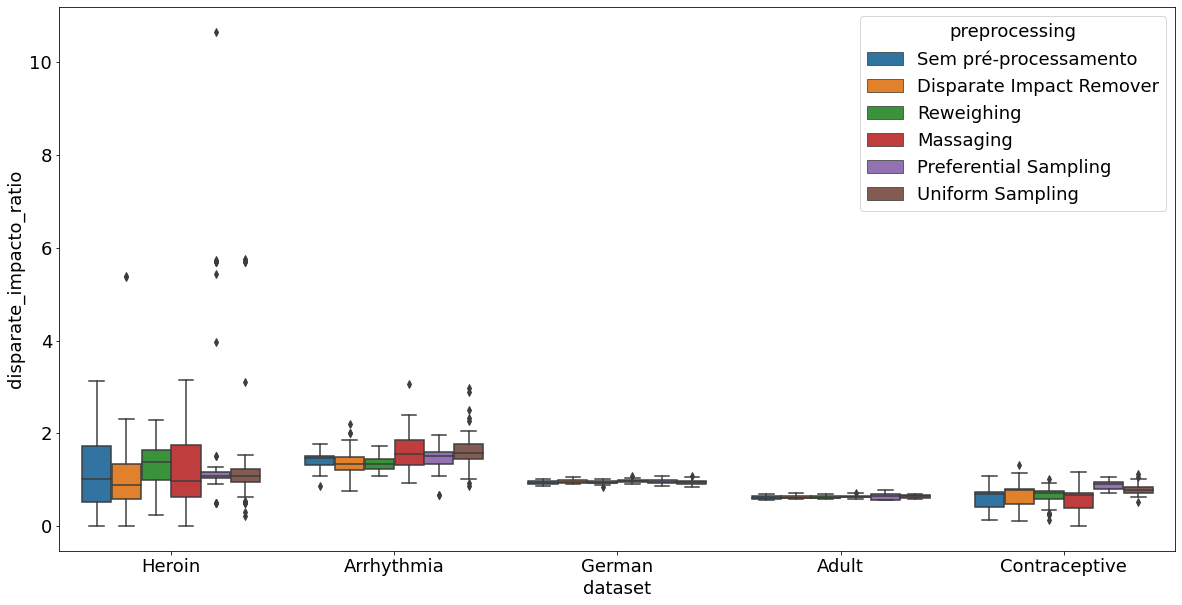 preprocessing
Sem pré-processamento
Disparate Impact Remover
Reweighing
Massaging
Preferential Sampling
Uniform Sampling
disparate_impacto_ratio
10
8
6
4
2
0
Heroin Arrhythmia German Adult Contraceptive
dataset